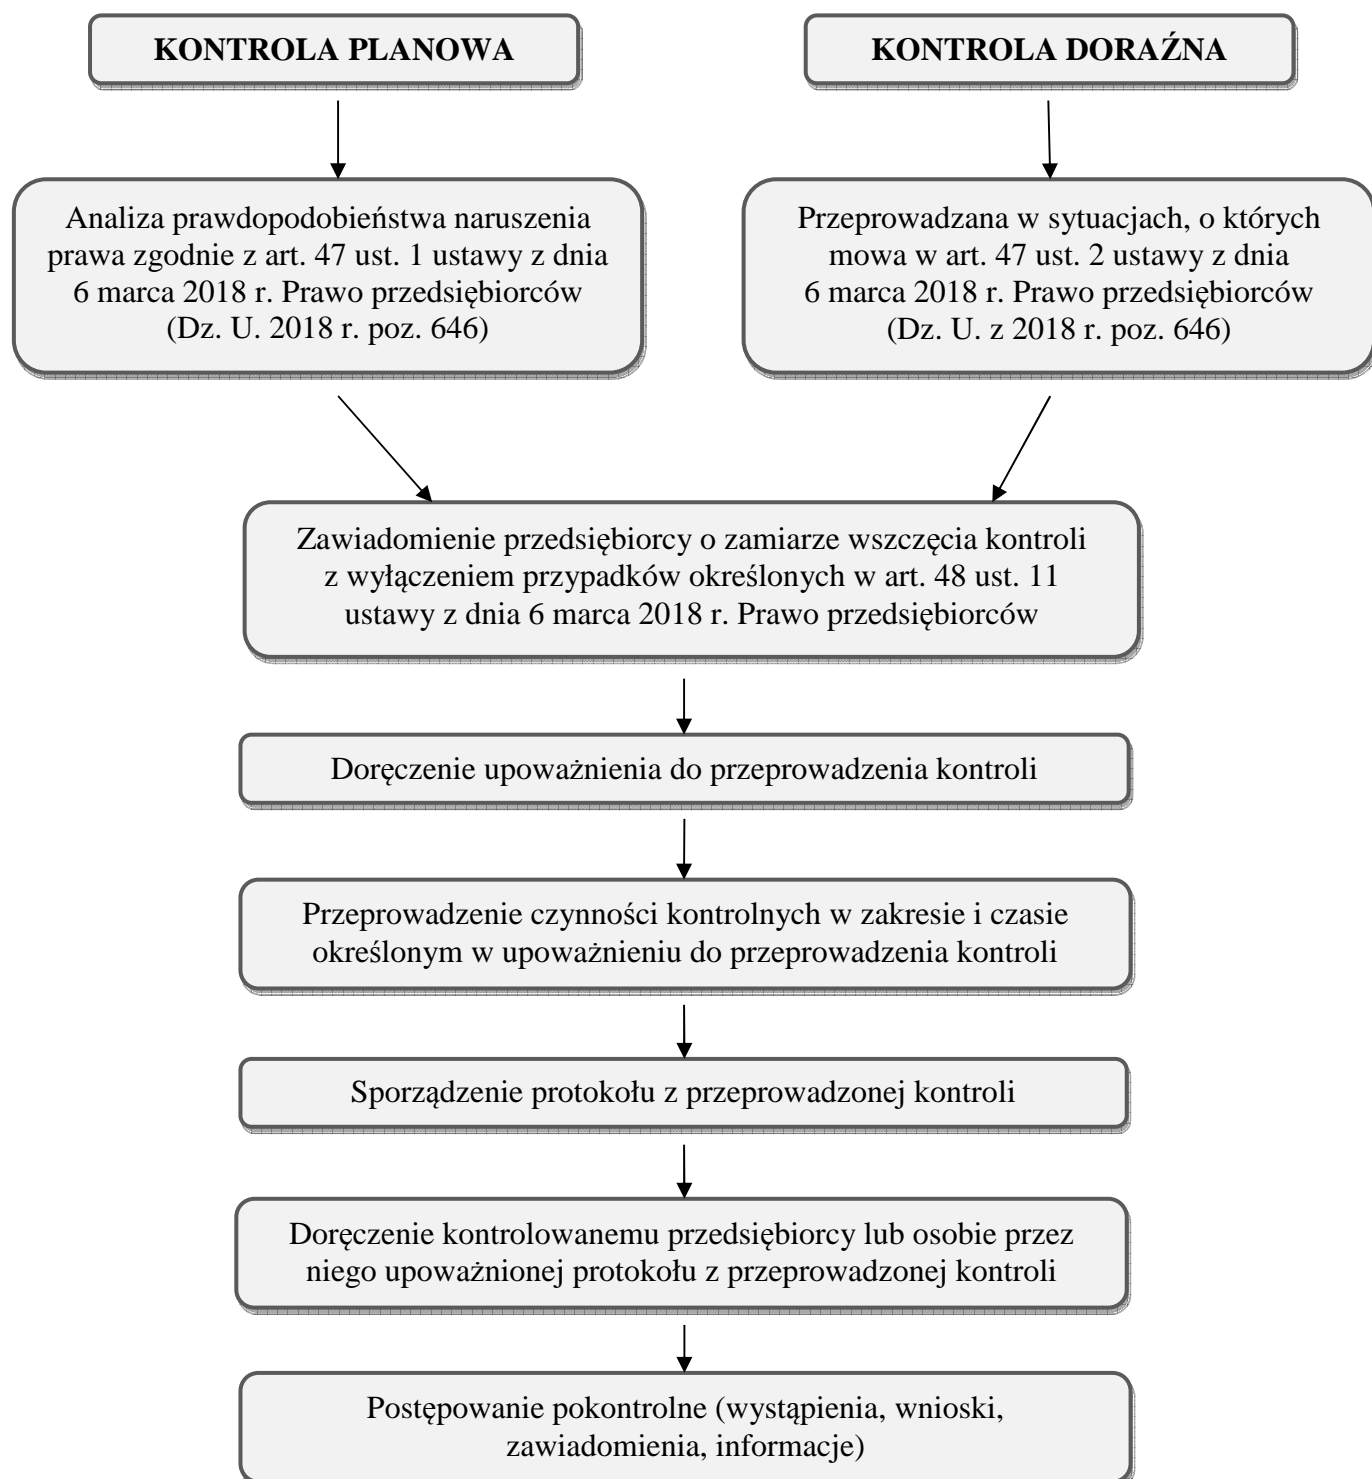 KONTROLA PLANOWA
KONTROLA DORAŹNA
Analiza prawdopodobieństwa naruszenia
prawa zgodnie z art. 47 ust. 1 ustawy z dnia
6 marca 2018 r. Prawo przedsiębiorców
(Dz. U. 2018 r. poz. 646)
Przeprowadzana w sytuacjach, o których
mowa w art. 47 ust. 2 ustawy z dnia
6 marca 2018 r. Prawo przedsiębiorców
(Dz. U. z 2018 r. poz. 646)
Zawiadomienie przedsiębiorcy o zamiarze wszczęcia kontroli
z wyłączeniem przypadków określonych w art. 48 ust. 11
ustawy z dnia 6 marca 2018 r. Prawo przedsiębiorców
Doręczenie upoważnienia do przeprowadzenia kontroli
Przeprowadzenie czynności kontrolnych w zakresie i czasie
określonym w upoważnieniu do przeprowadzenia kontroli
Sporządzenie protokołu z przeprowadzonej kontroli
Doręczenie kontrolowanemu przedsiębiorcy lub osobie przez
niego upoważnionej protokołu z przeprowadzonej kontroli
Postępowanie pokontrolne (wystąpienia, wnioski,
zawiadomienia, informacje)